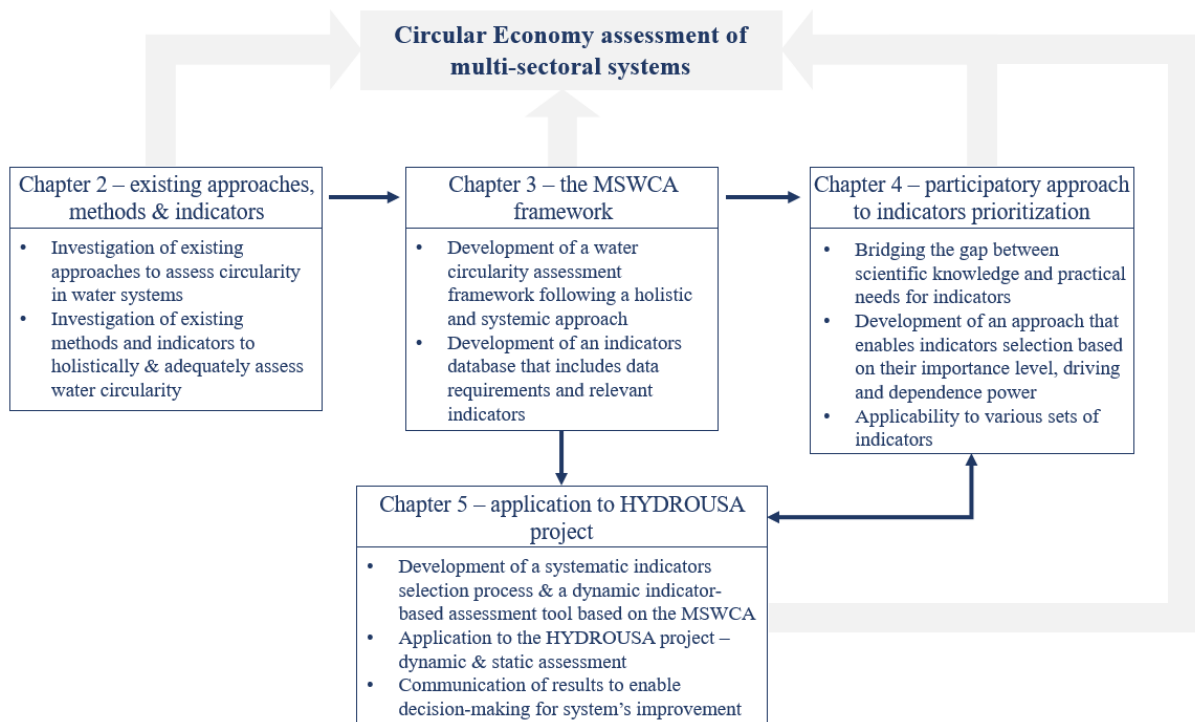 Circular Economy assessment of
multi-sectoral systems
Chapter 2 – existing approaches,
methods & indicators
• Investigation of existing
approaches to assess circularity
in water systems
• Investigation of existing
methods and indicators to
holistically & adequately assess
water circularity
Chapter 3 – the MSWCA
framework
• Development of a water
circularity assessment
framework following a holistic
and systemic approach
• Development of an indicators
database that includes data
requirements and relevant
indicators
Chapter 4 – participatory approach
to indicators prioritization
• Bridging the gap between
scientific knowledge and practical
needs for indicators
• Development of an approach that
enables indicators selection based
on their importance level, driving
and dependence power
• Applicability to various sets of
indicators
Chapter 5 – application to HYDROUSA
project
• Development of a systematic indicators
selection process & a dynamic indicator-
based assessment tool based on the MSWCA
• Application to the HYDROUSA project –
dynamic & static assessment
• Communication of results to enable
decision-making for system’s improvement